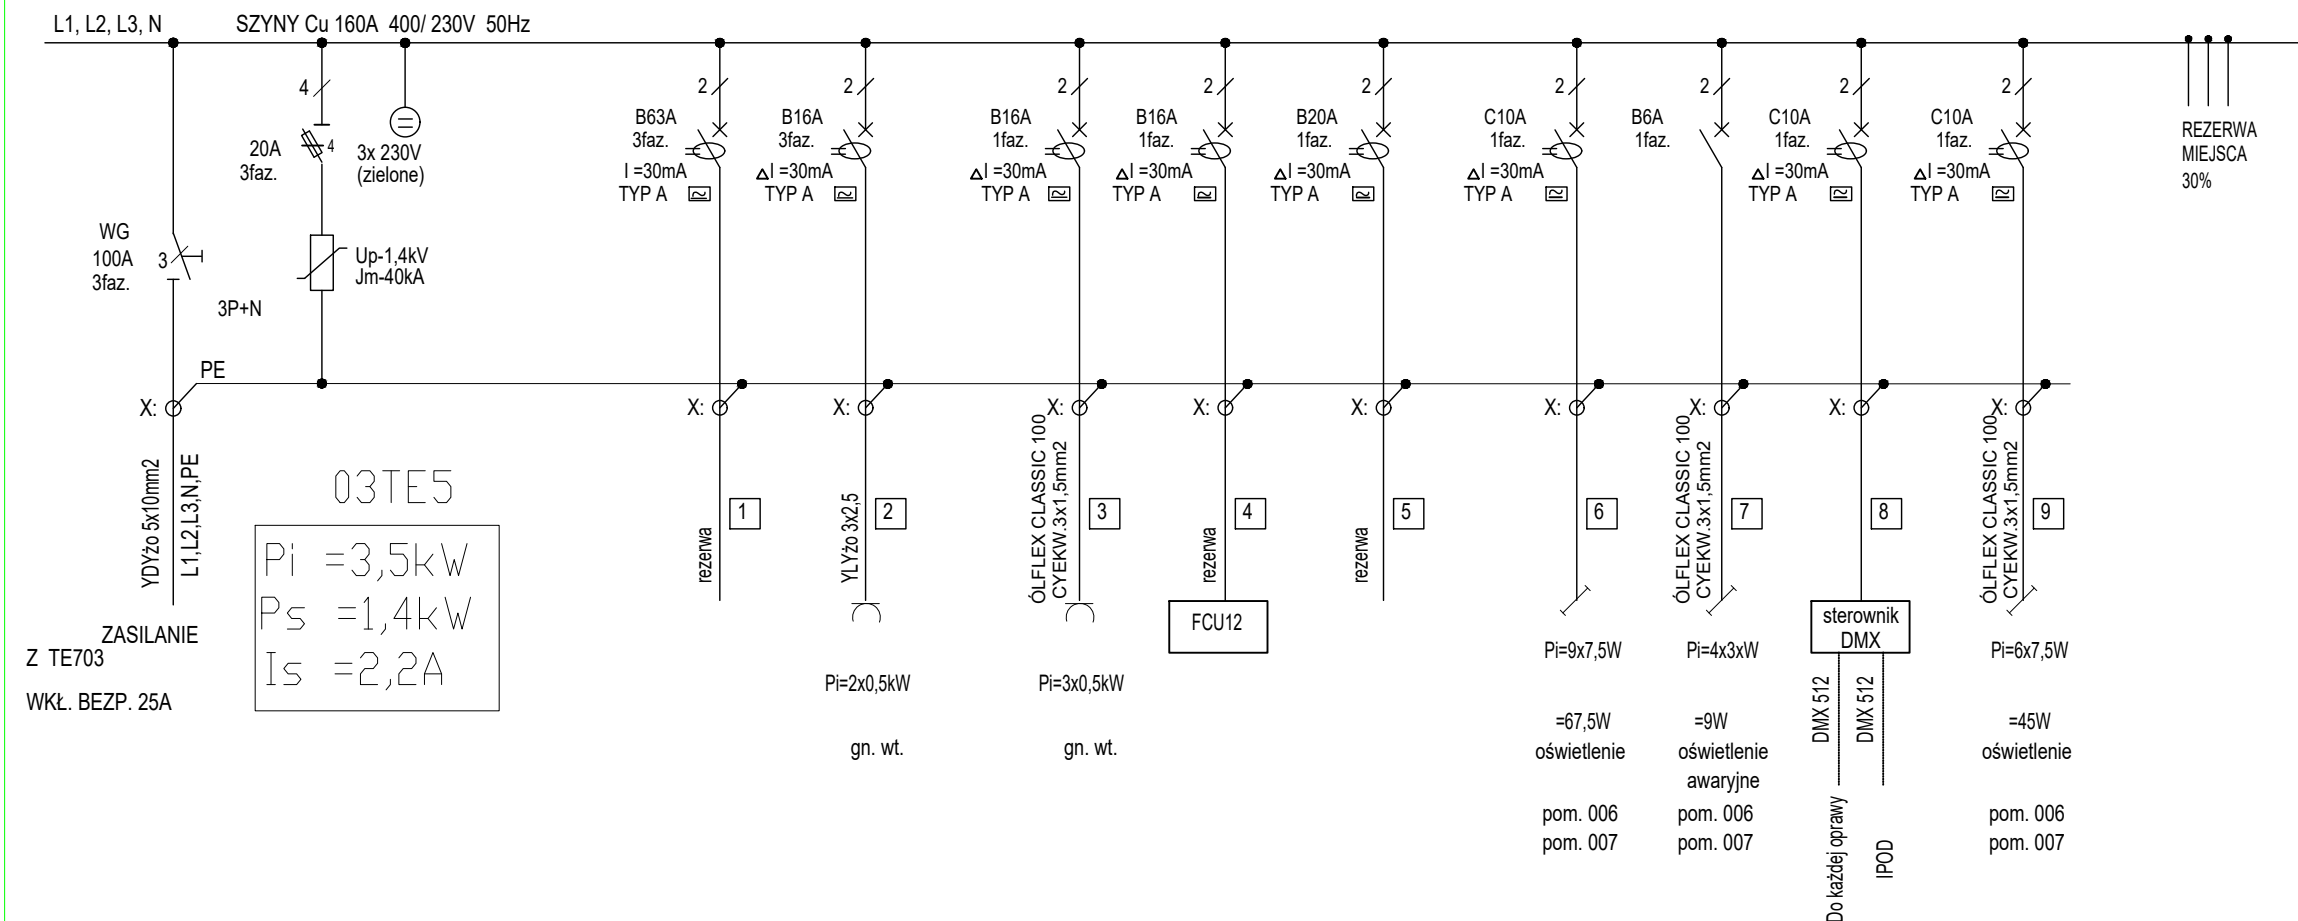 L1, L2, L3, N
SZYNY Cu 160A 400/ 230V 50Hz
4
20A
3faz.
4
3x 230V
(zielone)
WG
100A
3faz.
3
Up-1,4kV
Jm-40kA
3P+N
PE
X:
YDYżo 5x10mm2
L1,L2,L3,N,PE
ZASILANIE
Z TE703
WKŁ. BEZP. 25A
03TE5
Pi =3,5kW
Ps =1,4kW
Is =2,2A
2
B63A
3faz.
I =30mA
TYP A
X:
rezerwa
1
2
B16A
3faz.
ΔI =30mA
TYP A
X:
YLYżo 3x2,5
2
Pi=2x0,5kW
gn. wt.
2
B16A
1faz.
ΔI =30mA
TYP A
X:
ÓLFLEX CLASSIC 100
CYEKW.3x1,5mm2
3
Pi=3x0,5kW
gn. wt.
2
B16A
1faz.
ΔI =30mA
TYP A
X:
rezerwa
4
FCU12
2
B20A
1faz.
ΔI =30mA
TYP A
X:
rezerwa
5
2
C10A
1faz.
ΔI =30mA
TYP A
X:
6
Pi=9x7,5W
=67,5W
oświetlenie
pom. 006
pom. 007
2
B6A
1faz.
X:
ÓLFLEX CLASSIC 100
CYEKW.3x1,5mm2
7
Pi=4x3xW
=9W
oświetlenie
awaryjne
pom. 006
pom. 007
2
C10A
1faz.
ΔI =30mA
TYP A
X:
8
sterownik
DMX
DMX 512
DMX 512
Do każdej oprawy
IPOD
2
C10A
1faz.
ΔI =30mA
TYP A
X:
ÓLFLEX CLASSIC 100
CYEKW.3x1,5mm2
9
Pi=6x7,5W
=45W
oświetlenie
pom. 006
pom. 007
REZERWA
MIEJSCA
30%